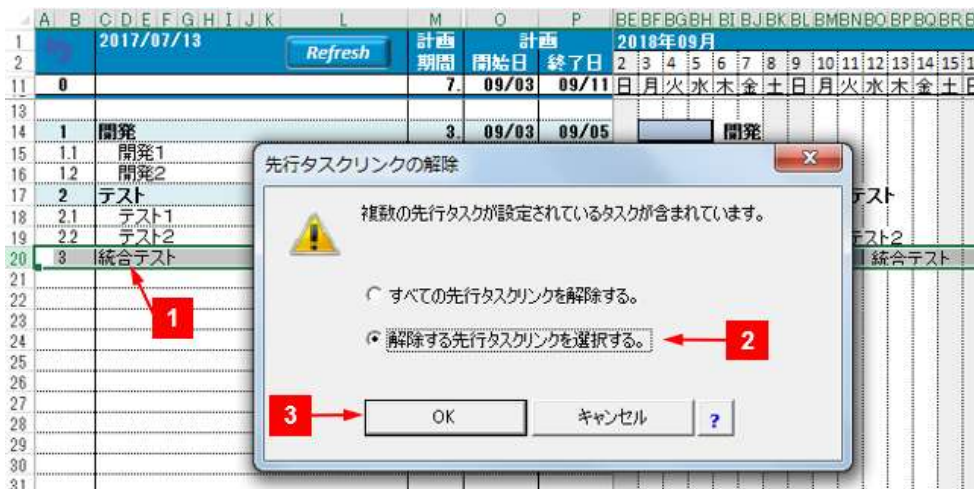 A B C D E F G H I J K L M O P BE BF BG BH BI BJ BK BL BM BN BO BP BQ BR
1 2017/07/13 Refresh 計画 計画 2018年09月
2 期間 開始日 終了日 2 3 4 5 6 7 8 9 10 11 12 13 14 15
11 0 7. 09/03 09/11 日 月 火 水 木 金 土 日 月 火 水 木 金 土
13
14 1 開発 3. 09/03 09/05 開発
15 1.1 開発1
16 1.2 開発2
17 2 テスト テスト
18 2.1 テスト1
19 2.2 テスト2 テスト2
20 3 統合テスト 統合テスト
21
22
23
24
25
26
27
28
29
30
31
先行タスクリンクの解除
複数の先行タスクが設定されているタスクが含まれています。
すべての先行タスクリンクを解除する。
解除する先行タスクリンクを選択する。
OK キャンセル ?
1
2
3